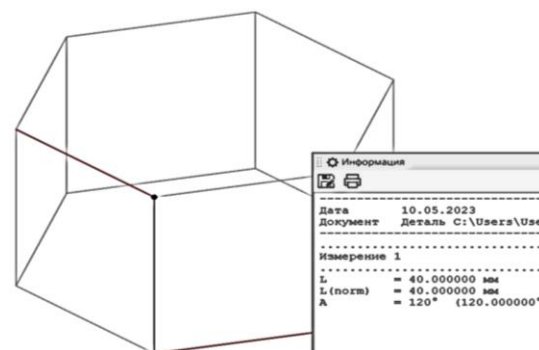 Информация
Дата 10.05.2023
Документ Деталь C:\Users\Use
Измерение 1
L = 40.000000 мм
L(norm) = 40.000000 мм
A = 120° (120.000000°